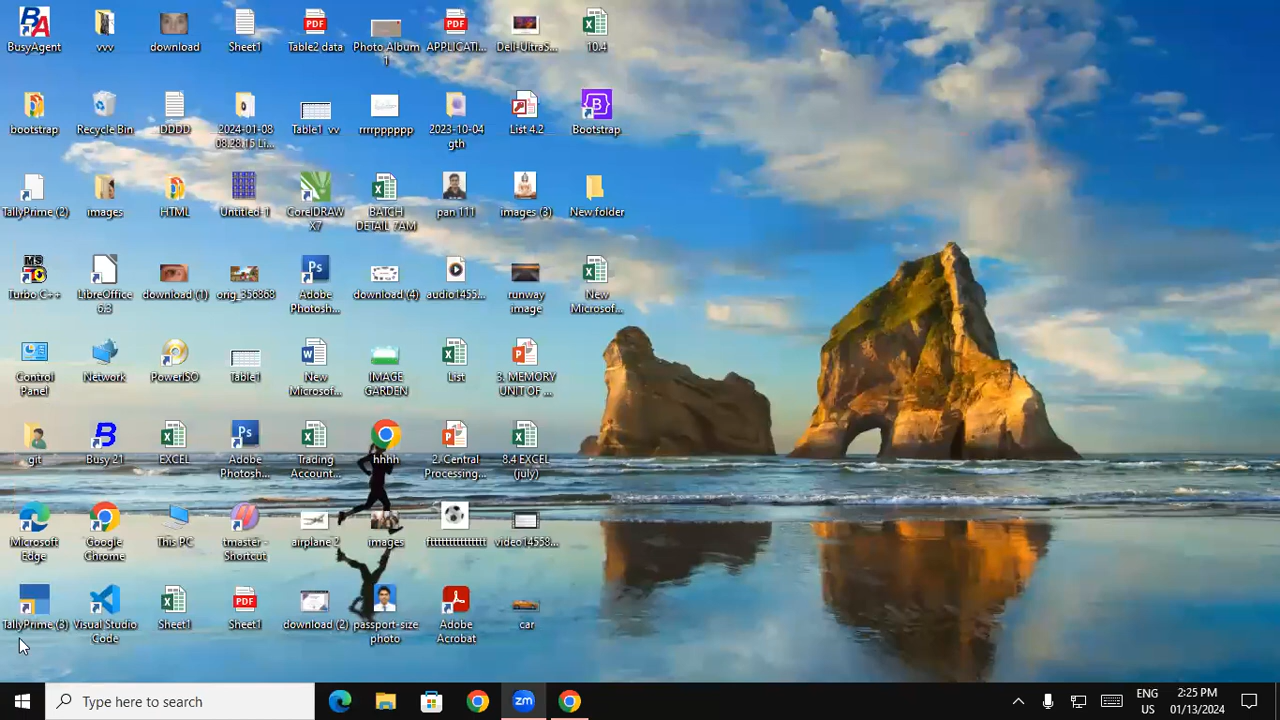 BusyAgent
vvv
download
Sheet1
Table2 data
Photo Album
1
APPLICATI...
Dell-UltraS...
10.4
bootstrap
Recycle Bin
DDDD
2024-01-08
08.28.15 Li...
Table1 vv
rrrrpppppp
2023-10-04
gth
List 4.2
Bootstrap
TallyPrime (2)
images
HTML
Untitled-1
CorelDRAW
X7
BATCH
DETAIL 7AM
pan 111
images (3)
New folder
Turbo C++
LibreOffice
6.3
download (1)
orig_356868
Adobe
Photosh...
download (4)
audio1455...
runway
image
New
Microsof...
Control
Panel
Network
PowerISO
Table1
New
Microsof...
IMAGE
GARDEN
List
3. MEMORY
UNIT OF ...
git
Busy 21
EXCEL
Adobe
Photosh...
Trading
Account...
hhhh
2. Central
Processing...
8.4 EXCEL
(july)
Microsoft
Edge
Google
Chrome
This PC
tmaster -
Shortcut
airplane 2
images
video14558...
TallyPrime (3)
Visual Studio
Code
Sheet1
Sheet1
download (2)
passport-size
photo
Adobe
Acrobat
car
Type here to search
zm
ENG
US
2:25 PM
01/13/2024